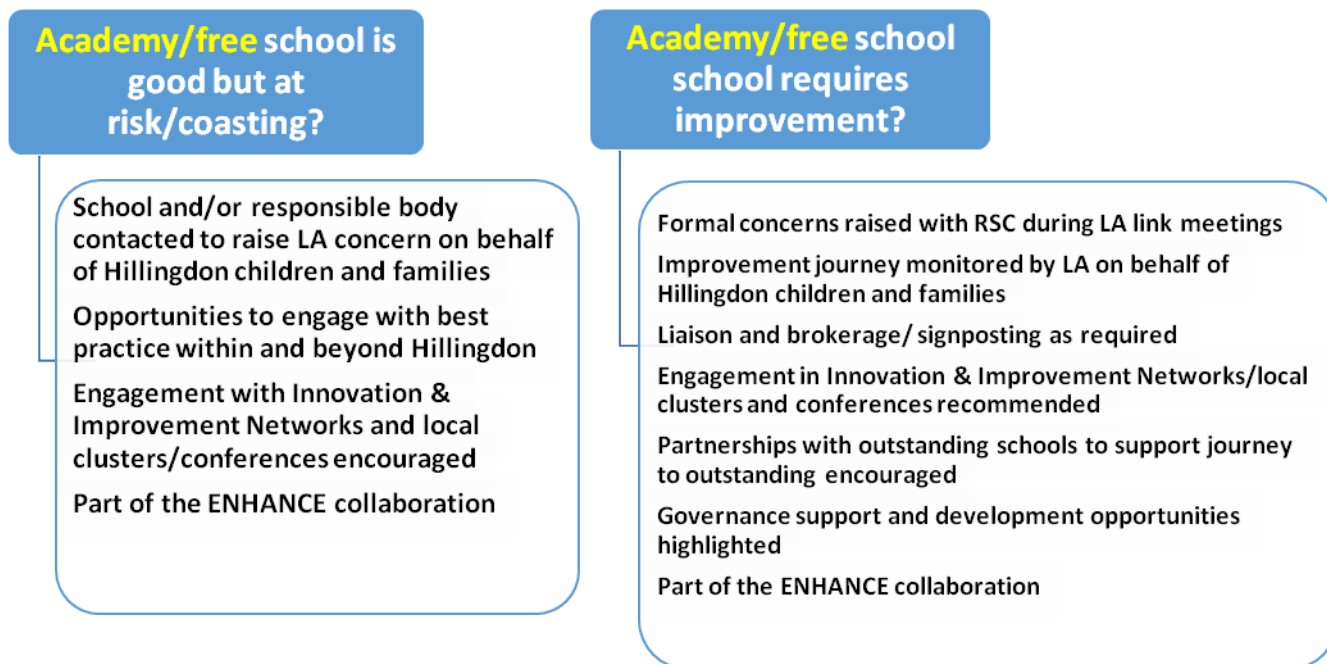 Academy/free school is
good but at
risk/coasting?
School and/or responsible body
contacted to raise LA concern on behalf
of Hillingdon children and families
Opportunities to engage with best
practice within and beyond Hillingdon
Engagement with Innovation &
Improvement Networks and local
clusters/conferences encouraged
Part of the ENHANCE collaboration
Academy/free school
school requires
improvement?
Formal concerns raised with RSC during LA link meetings
Improvement journey monitored by LA on behalf of
Hillingdon children and families
Liaison and brokerage/ signposting as required
Engagement in Innovation & Improvement Networks/local
clusters and conferences recommended
Partnerships with outstanding schools to support journey
to outstanding encouraged
Governance support and development opportunities
highlighted
Part of the ENHANCE collaboration